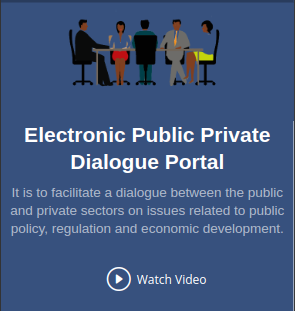 Electronic Public Private
Dialogue Portal
It is to facilitate a dialogue between the public
and private sectors on issues related to public
policy, regulation and economic development.
Watch Video